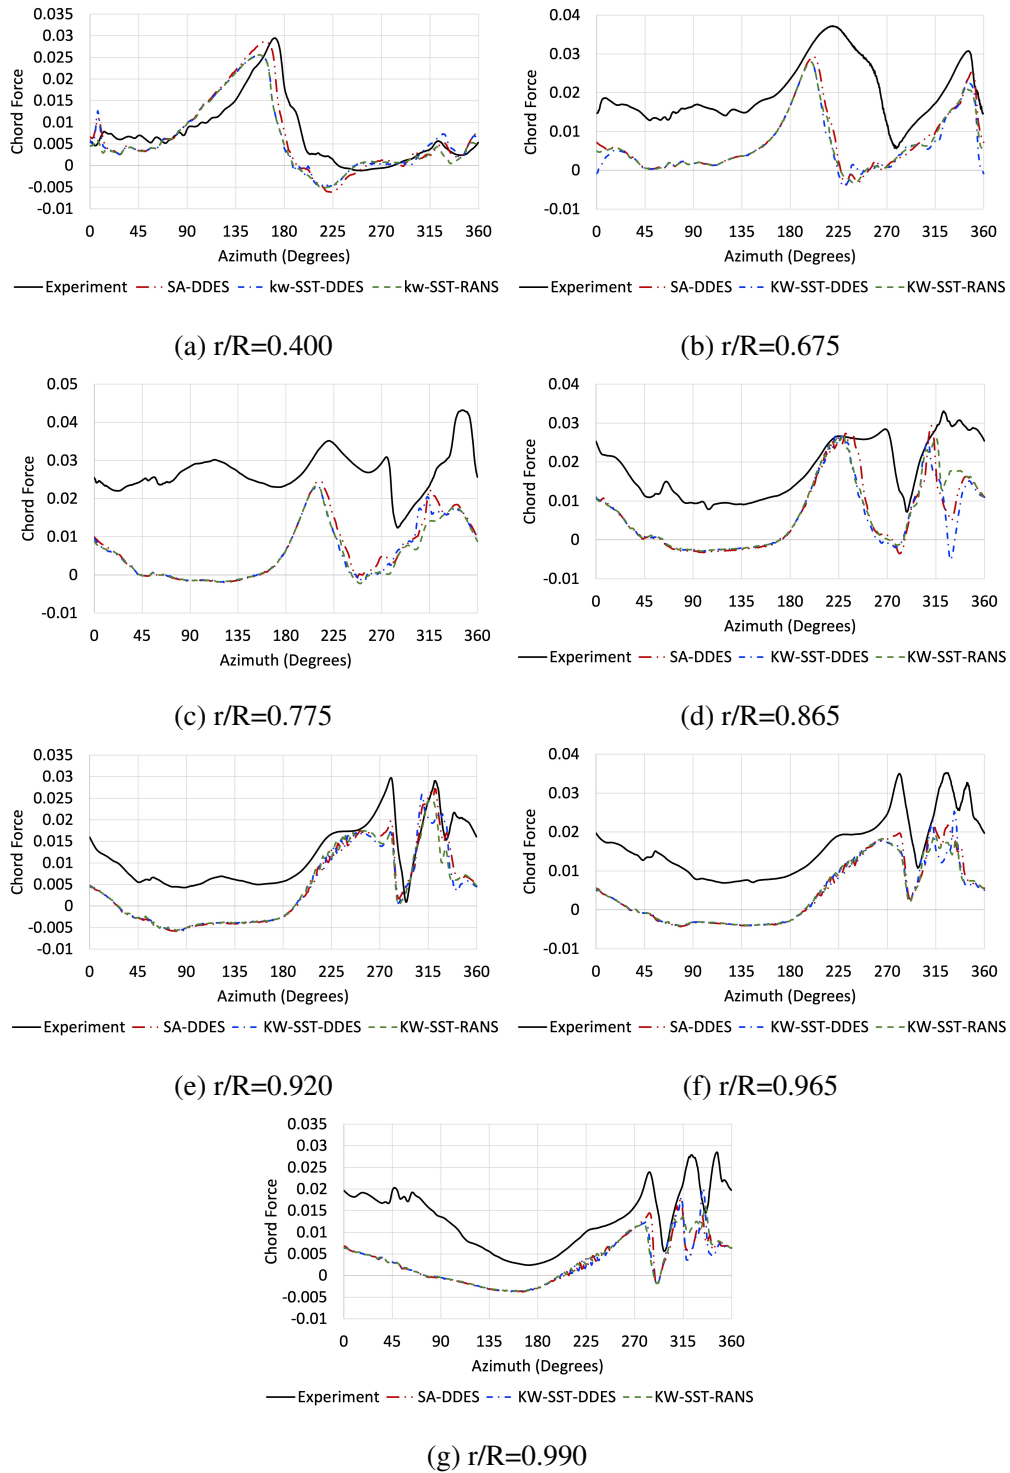 0.035
0.03
0.025
0.02
0.015
0.01
0.005
0
-0.005
-0.01
Chord Force
0 45 90 135 180 225 270 315 360
Azimuth (Degrees)
Experiment SA-DDES kw-SST-DDES kw-SST-RANS
(a) r/R=0.400
0.04
0.03
0.02
0.01
0
-0.01
Chord Force
0 45 90 135 180 225 270 315 360
Azimuth (Degrees)
Experiment SA-DDES KW-SST-DDES KW-SST-RANS
(b) r/R=0.675
0.05
0.04
0.03
0.02
0.01
0
-0.01
Chord Force
0 45 90 135 180 225 270 315 360
Azimuth (Degrees)
(c) r/R=0.775
0.04
0.03
0.02
0.01
0
-0.01
Chord Force
0 45 90 135 180 225 270 315 360
Azimuth (Degrees)
Experiment SA-DDES KW-SST-DDES KW-SST-RANS
(d) r/R=0.865
0.035
0.03
0.025
0.02
0.015
0.01
0.005
0
-0.005
-0.01
Chord Force
0 45 90 135 180 225 270 315 360
Azimuth (Degrees)
Experiment SA-DDES KW-SST-DDES KW-SST-RANS
(e) r/R=0.920
0.04
0.03
0.02
0.01
0
-0.01
Chord Force
0 45 90 135 180 225 270 315 360
Azimuth (Degrees)
Experiment SA-DDES KW-SST-DDES KW-SST-RANS
(f) r/R=0.965
0.035
0.03
0.025
0.02
0.015
0.01
0.005
0
-0.005
-0.01
Chord Force
0 45 90 135 180 225 270 315 360
Azimuth (Degrees)
Experiment SA-DDES KW-SST-DDES KW-SST-RANS
(g) r/R=0.990